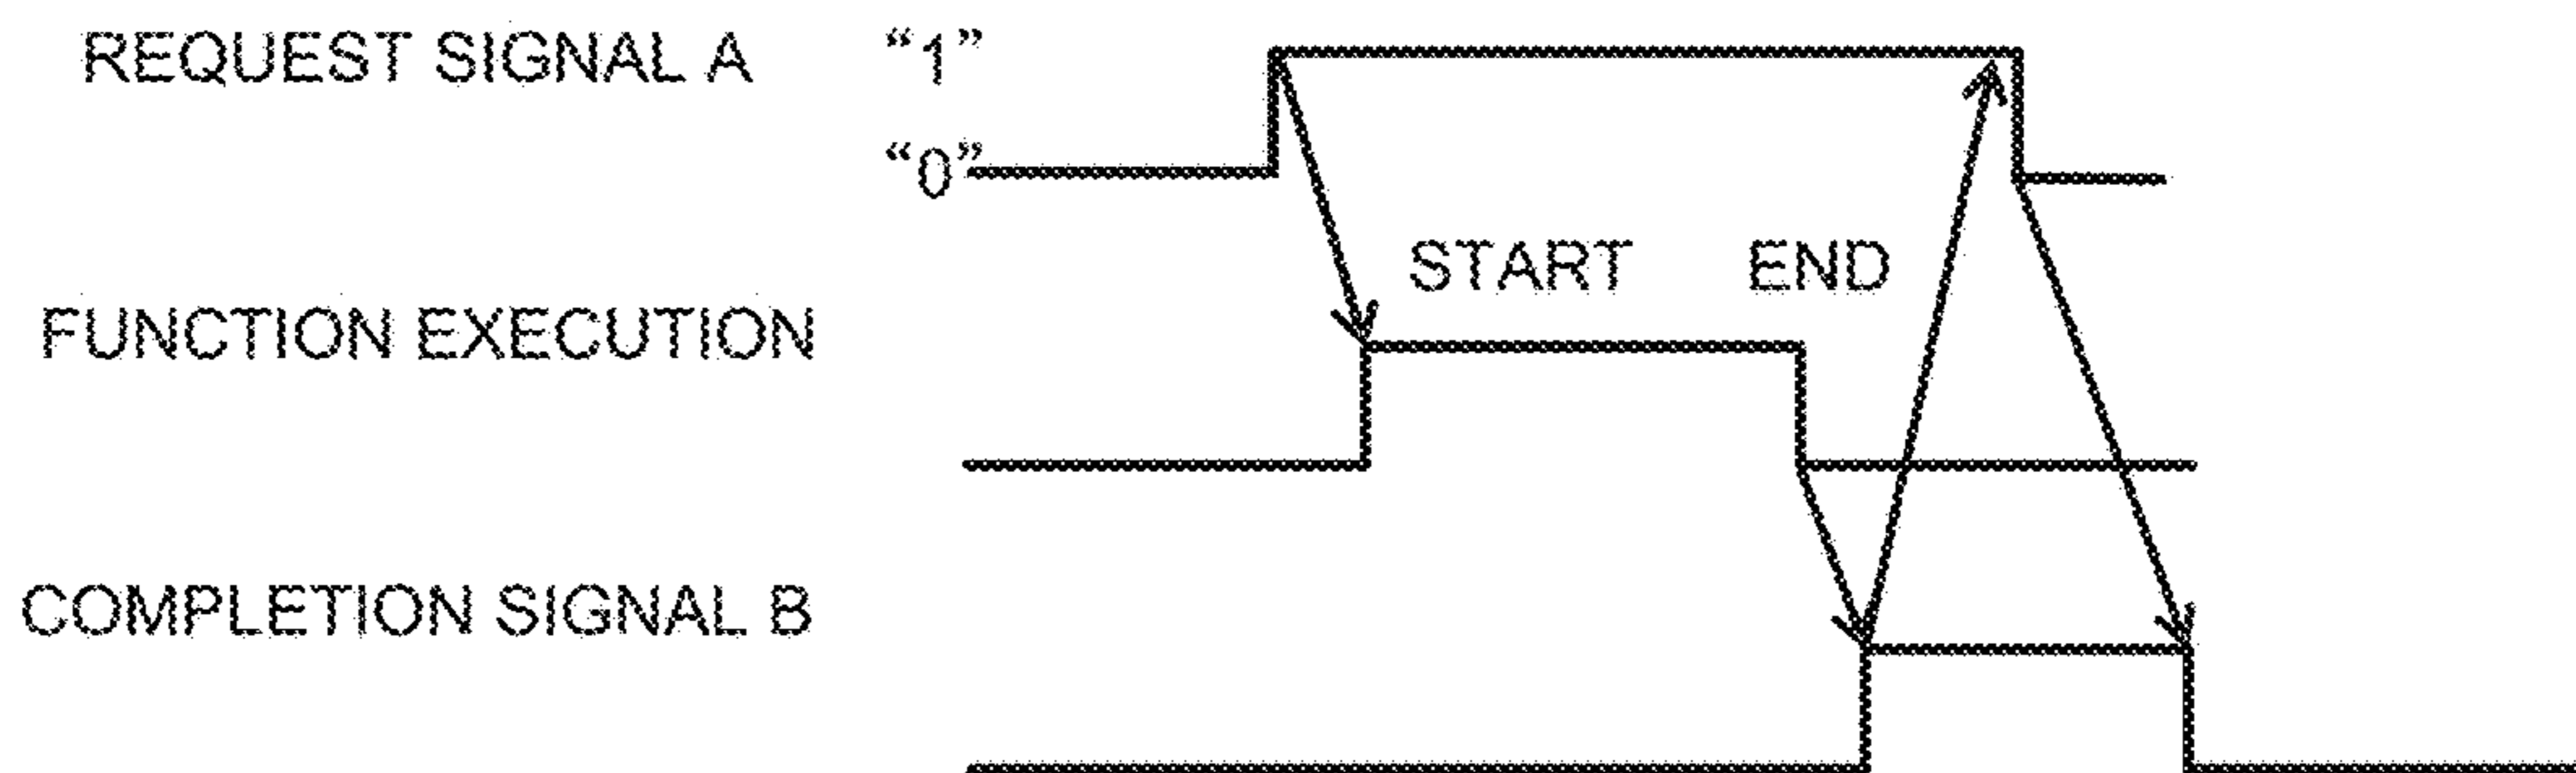 REQUEST SIGNAL A “1”
“0”
START END
FUNCTION EXECUTION
COMPLETION SIGNAL B